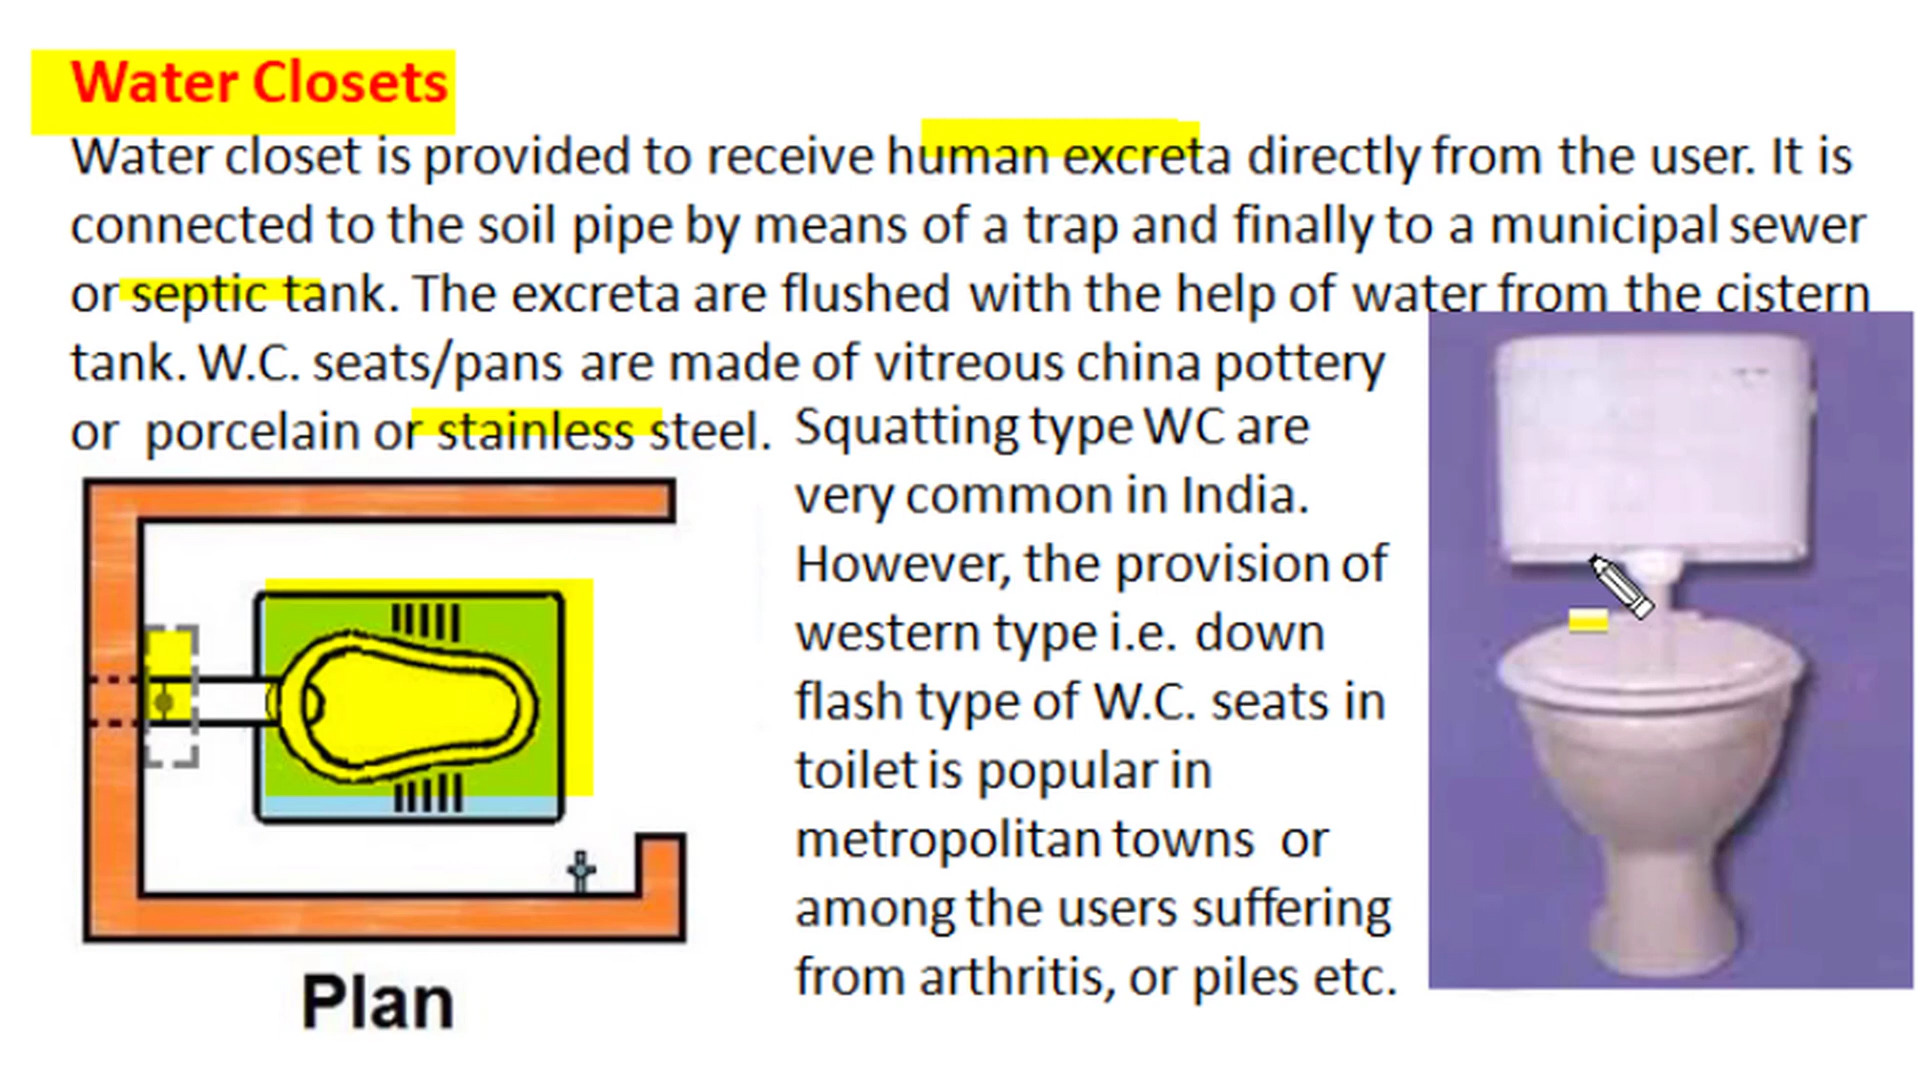 Water Closets
Water closet is provided to receive human excreta directly from the user. It is
connected to the soil pipe by means of a trap and finally to a municipal sewer
or septic tank. The excreta are flushed with the help of water from the cistern
tank. W.C. seats/pans are made of vitreous china pottery
or porcelain or stainless steel.
Squatting type WC are
very common in India.
However, the provision of
western type i.e. down
flash type of W.C. seats in
toilet is popular in
metropolitan towns or
among the users suffering
from arthritis, or piles etc.
Plan